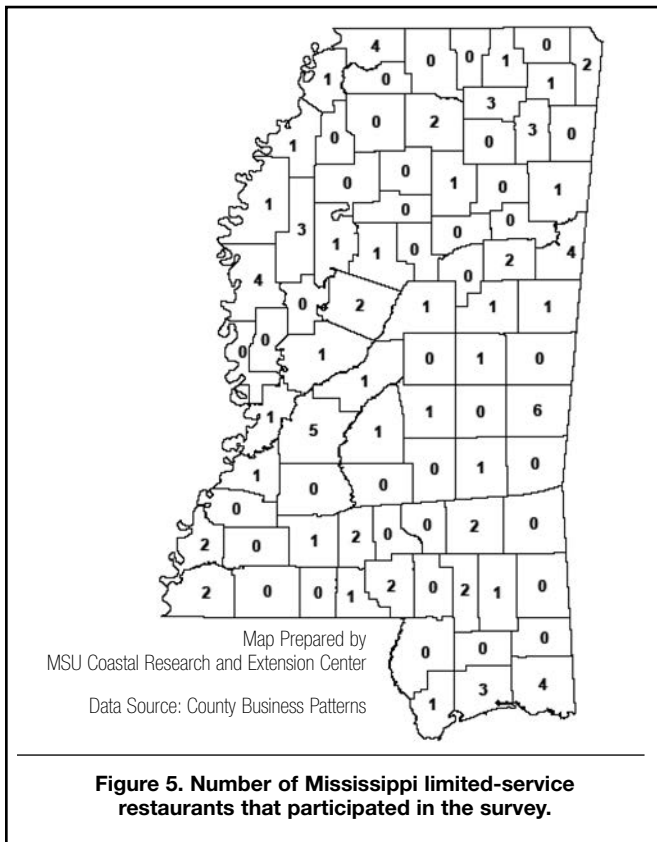 4 0
0 0 1 2
1 0 1
3
0 2 3
1 0 0 0
0
0 1 0 1
1 0
3 0 0
1 1 0 4
2
4 0
0 2 1 1 1
0
0 1 0 1 0
1
1 1 0 6
5 1
1 0 1 0
0 0
0
0 2 0
2 0 1 2 0
2 0 0 1 2 0 2 1 0
Map Prepared by
MSU Coastal Research and Extension Center
0 0 0
Data Source: County Business Patterns
1 3 4
Figure 5. Number of Mississippi limited-service
restaurants that participated in the survey.